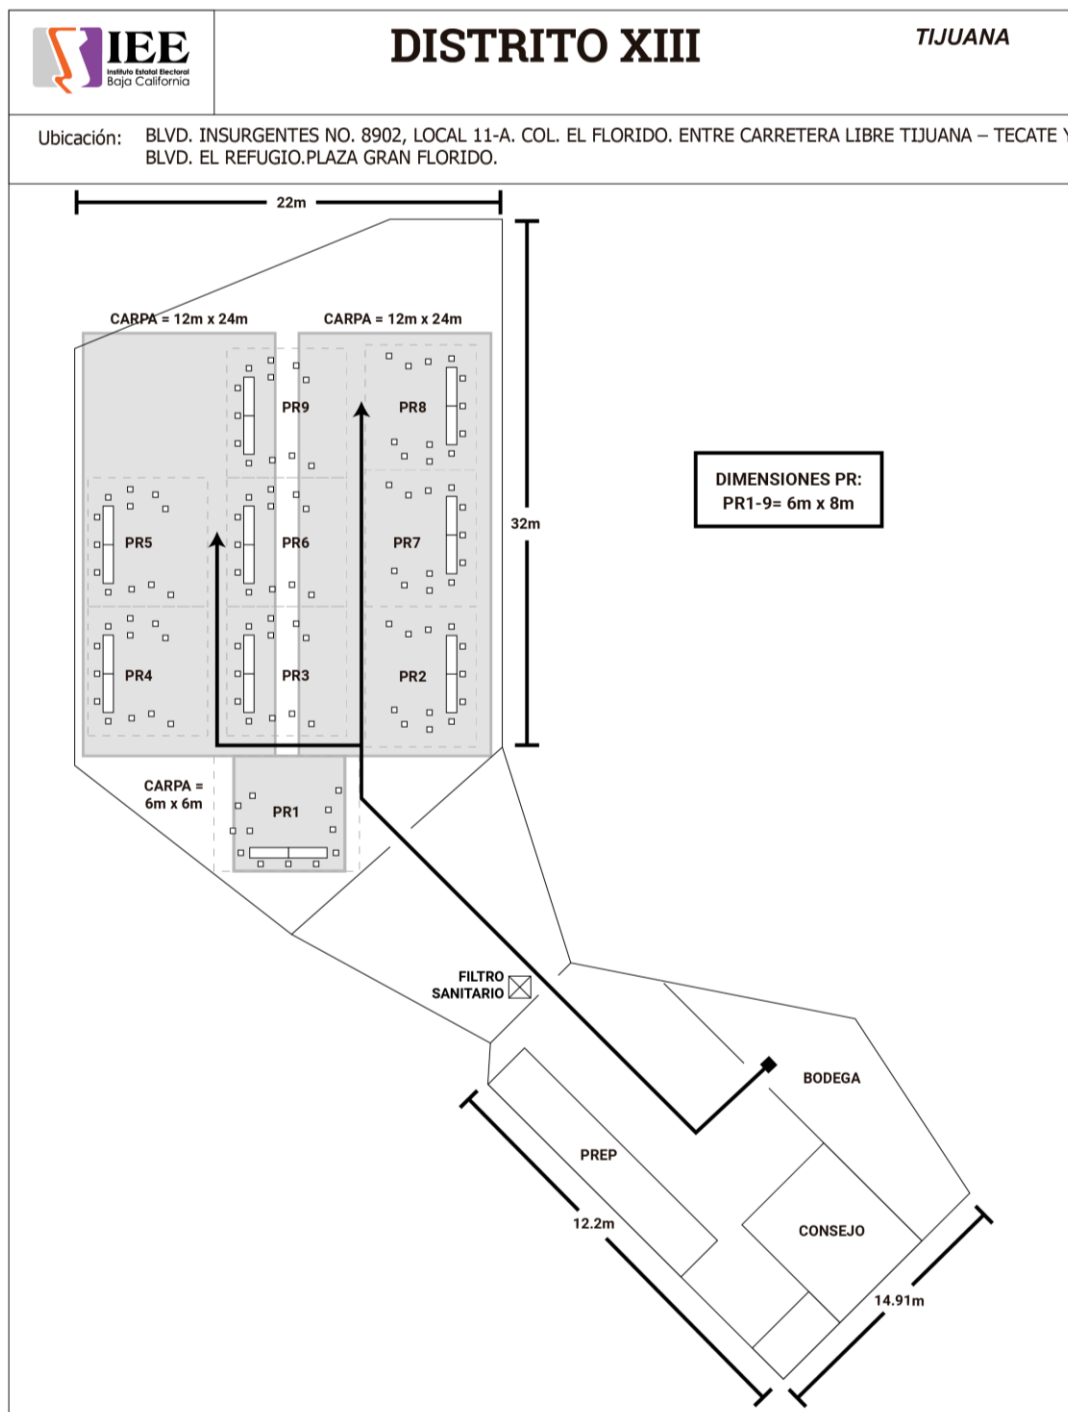 IEE
Instituto Estatal Electoral
Baja California
DISTRITO XIII
TIJUANA
Ubicación: BLVD. INSURGENTES NO. 8902, LOCAL 11-A. COL. EL FLORIDO. ENTRE CARRETERA LIBRE TIJUANA – TECATE Y
BLVD. EL REFUGIO.PLAZA GRAN FLORIDO.
22m
CARPA = 12m x 24m
CARPA = 12m x 24m
PR9
PR8
DIMENSIONES PR:
PR1-9= 6m x 8m
32m
PR5
PR6
PR7
PR4
PR3
PR2
CARPA =
6m x 6m
PR1
FILTRO
SANITARIO
BODEGA
PREP
12.2m
CONSEJO
14.91m